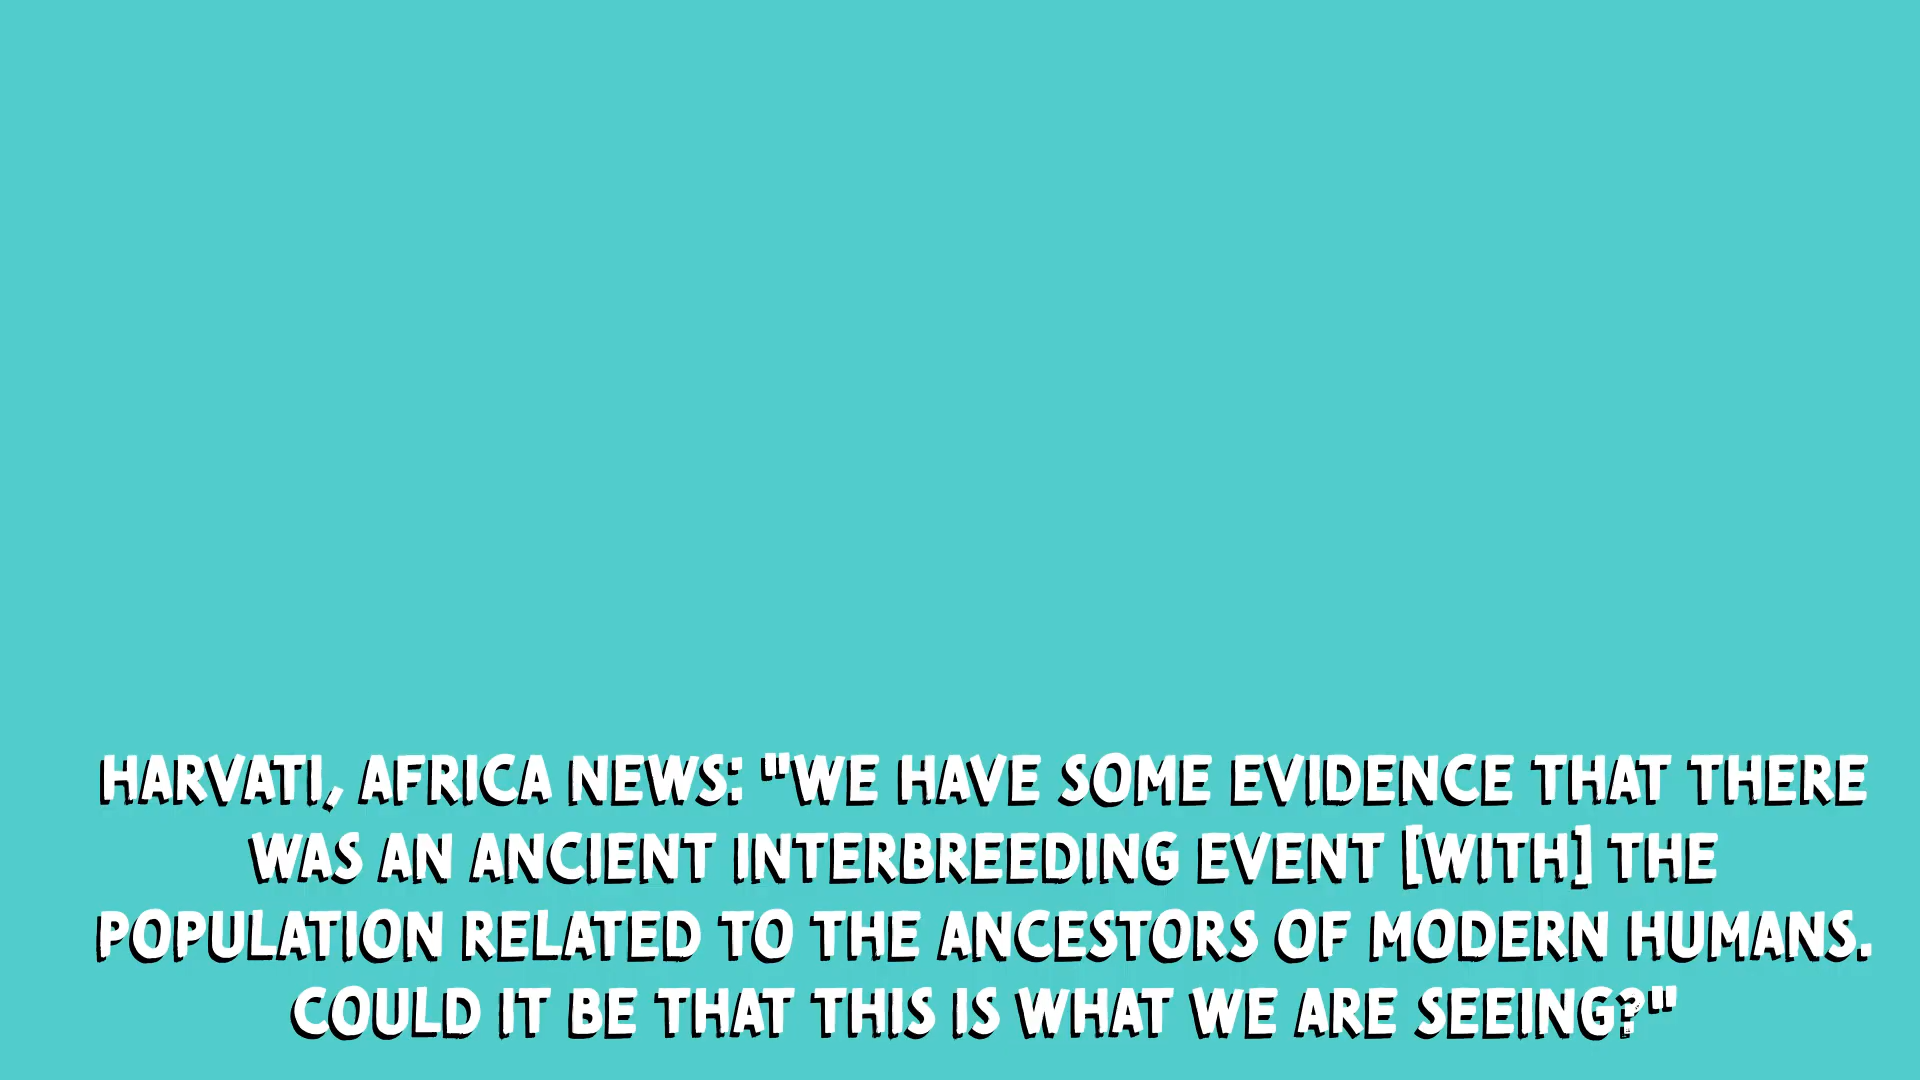 HARVATI, AFRICA NEWS: "WE HAVE SOME EVIDENCE THAT THERE
WAS AN ANCIENT INTERBREEDING EVENT [WITH] THE
POPULATION RELATED TO THE ANCESTORS OF MODERN HUMANS.
COULD IT BE THAT THIS IS WHAT WE ARE SEEING?"